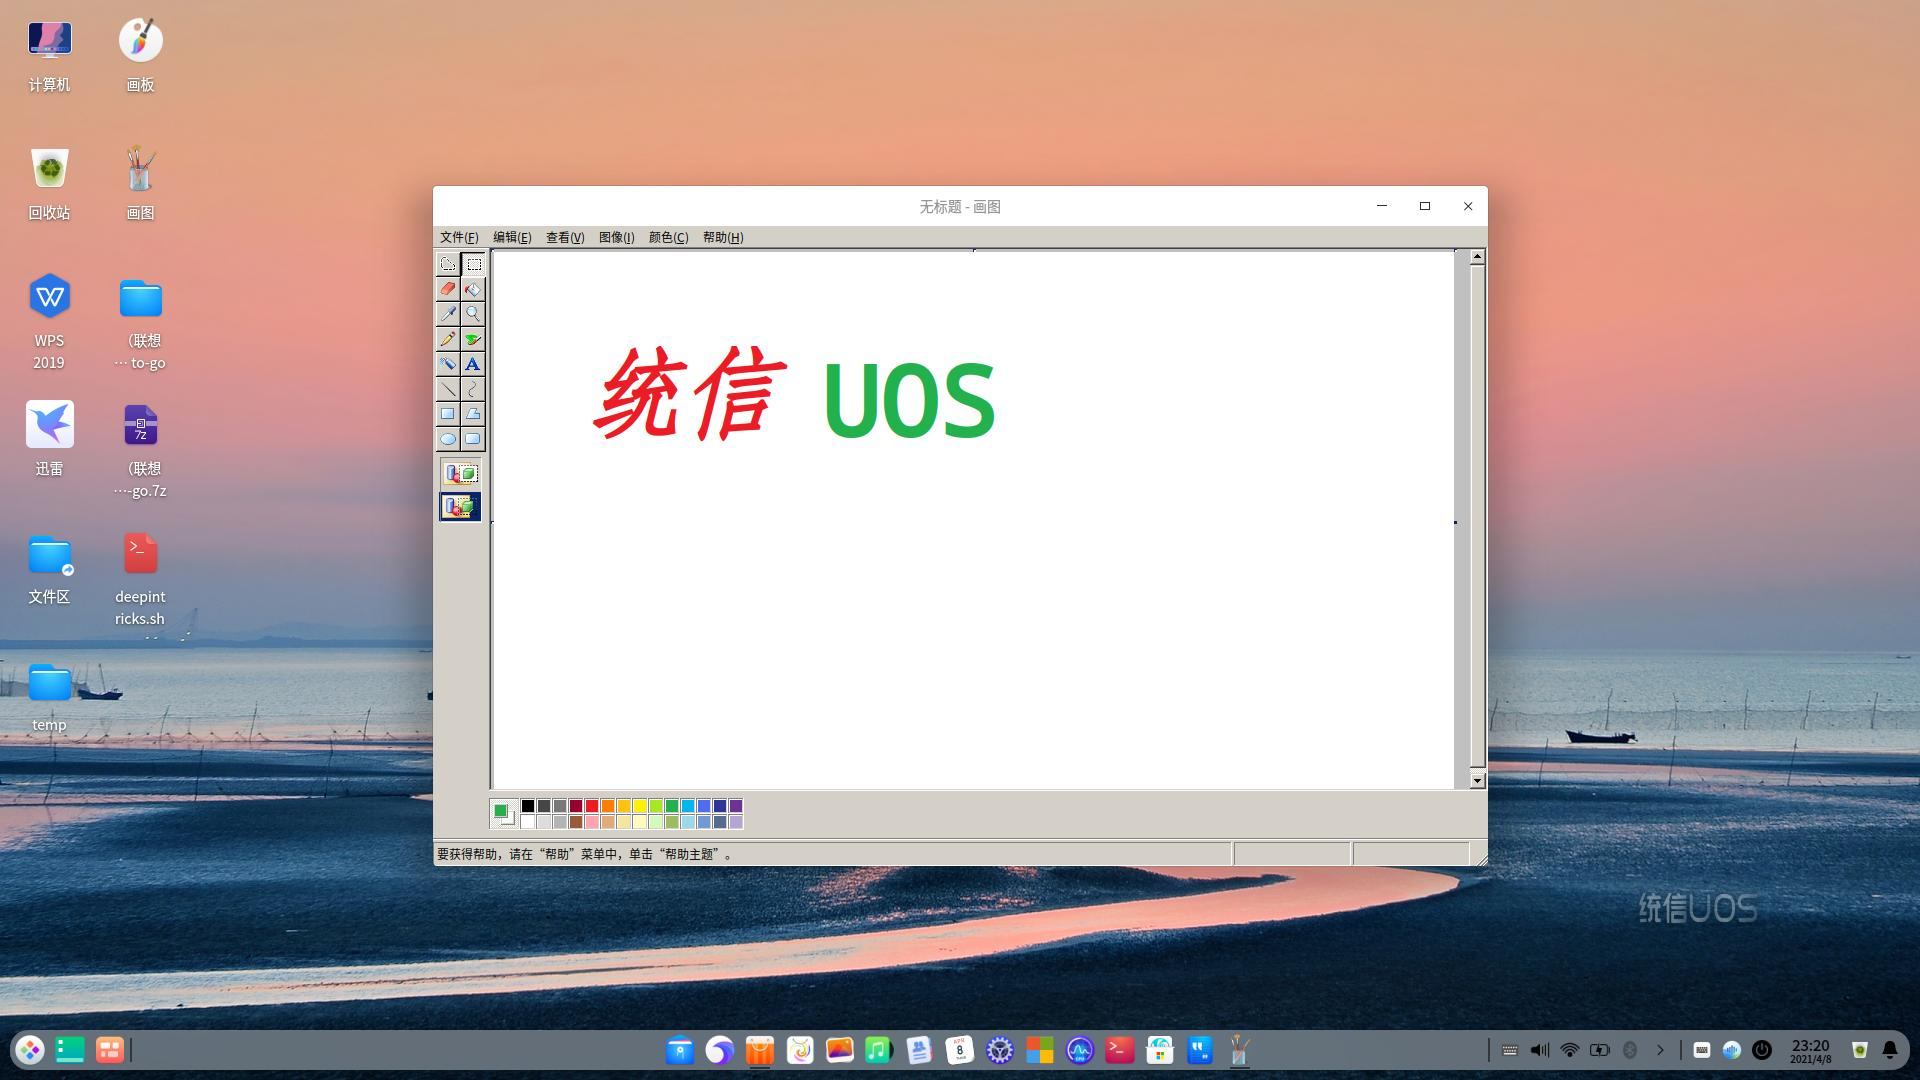 计算机
画板
回收站
画图
WPS
2019
（联想
… to-go
迅雷
（联想
…-go.7z
7z
文件区
deepint
ricks.sh
temp
无标题 - 画图
文件(F) 编辑(E) 查看(V) 图像(I) 颜色(C) 帮助(H)
A
统信 UOS
要获得帮助，请在“帮助”菜单中，单击“帮助主题”。
统信UOS
APR
8
23:20
2021/4/8